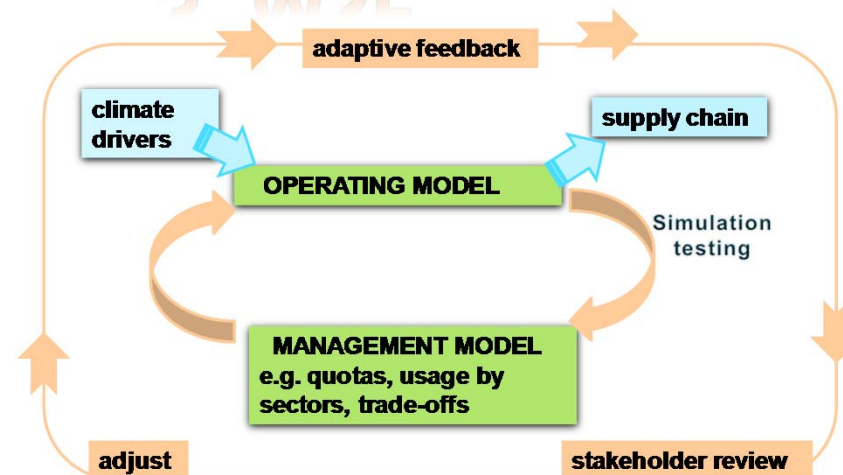 adaptive feedback
climate
drivers
supply chain
OPERATING MODEL
Simulation
testing
MANAGEMENT MODEL
e.g. quotas, usage by
sectors, trade-offs
adjust
stakeholder review